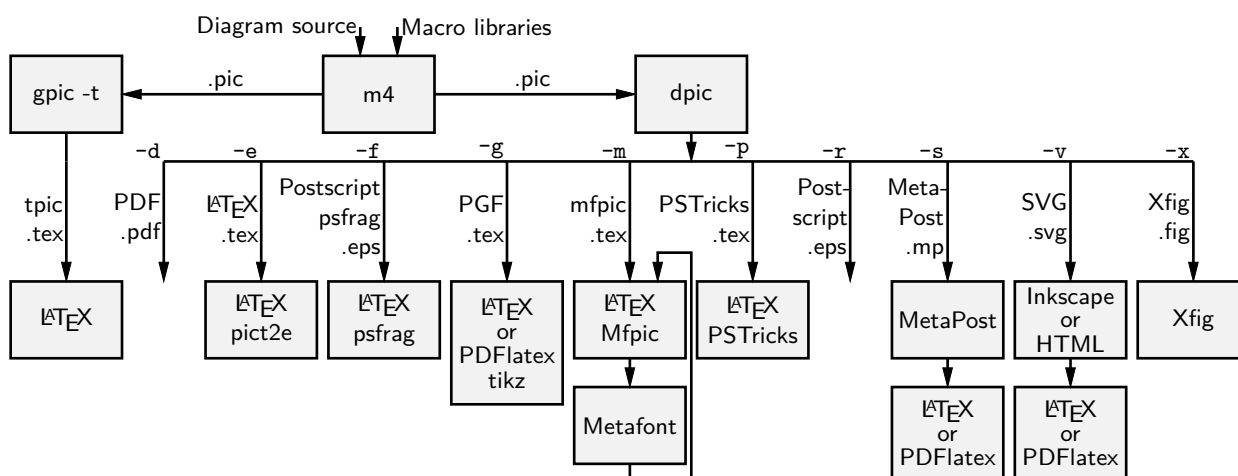 Diagram source
Macro libraries
gpic -t
.pic
m4
.pic
dpic
-d
-e
-f
-g
-m
-p
-r
-s
-v
-x
tpic
.tex
PDF
.pdf
LATEX
.tex
Postscript
psfrag
.eps
PGF
.tex
mfpic
.tex
PSTricks
.tex
Post-
script
.eps
Meta-
Post
.mp
SVG
.svg
Xfig
.fig
LATEX
LATEX
pict2e
LATEX
psfrag
LATEX
or
PDFlatex
tikz
LATEX
Mfpic
LATEX
PSTricks
MetaPost
Inkscape
or
HTML
Xfig
Metafont
LATEX
or
PDFlatex
LATEX
or
PDFlatex